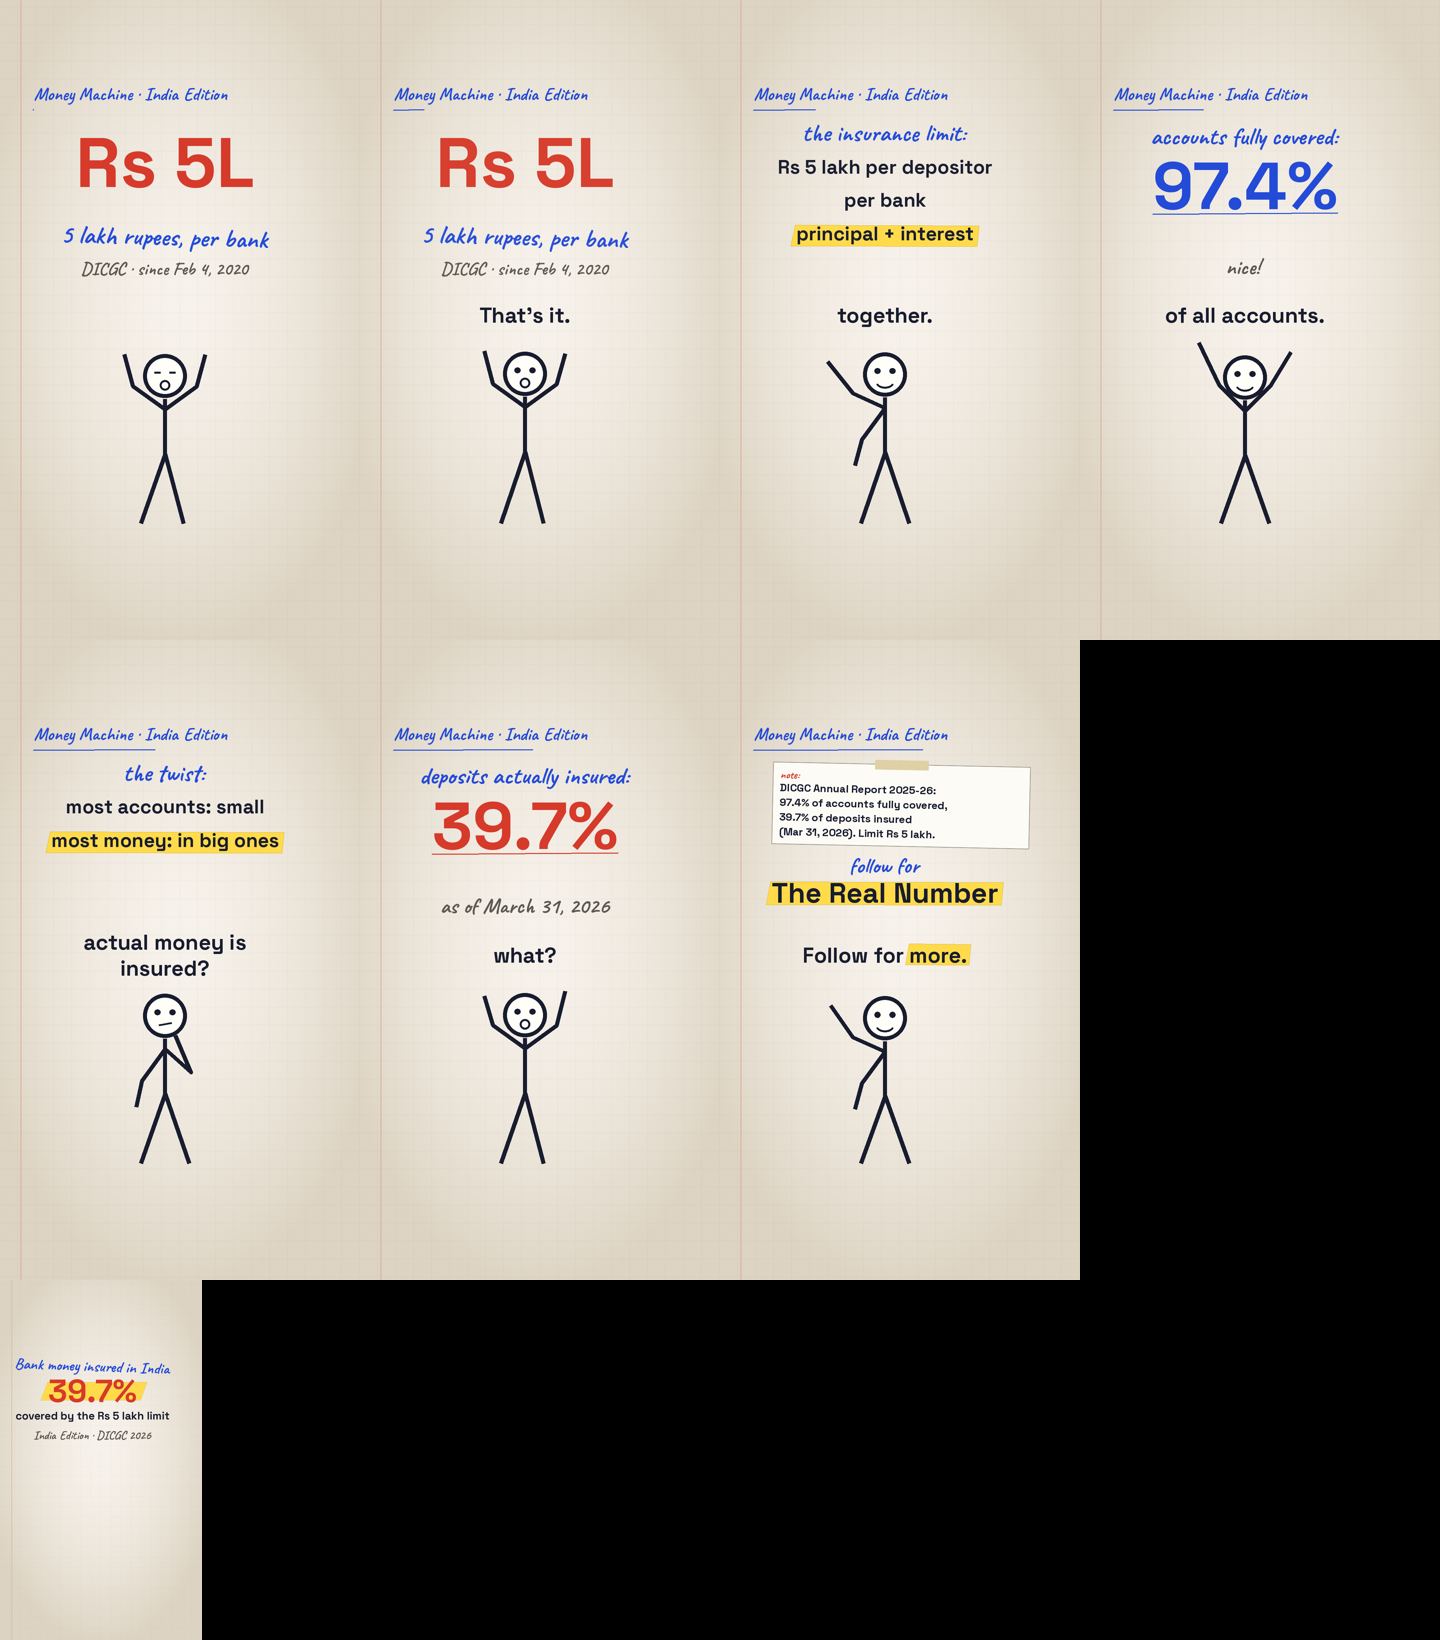 Money Machine · India Edition
Rs 5L
5 lakh rupees, per bank
DICGC · since Feb 4, 2020
Money Machine · India Edition
Rs 5L
5 lakh rupees, per bank
DICGC · since Feb 4, 2020
That's it.
Money Machine · India Edition
the insurance limit:
Rs 5 lakh per depositor
per bank
principal + interest
together.
Money Machine · India Edition
accounts fully covered:
97.4%
nice!
of all accounts.
Money Machine · India Edition
the twist:
most accounts: small
most money: in big ones
actual money is
insured?
Money Machine · India Edition
deposits actually insured:
39.7%
as of March 31, 2026
what?
Money Machine · India Edition
note:
DICGC Annual Report 2025-26:
97.4% of accounts fully covered,
39.7% of deposits insured
(Mar 31, 2026). Limit Rs 5 lakh.
follow for
The Real Number
Follow for more.
Bank money insured in India
39.7%
covered by the Rs 5 lakh limit
India Edition · DICGC 2026